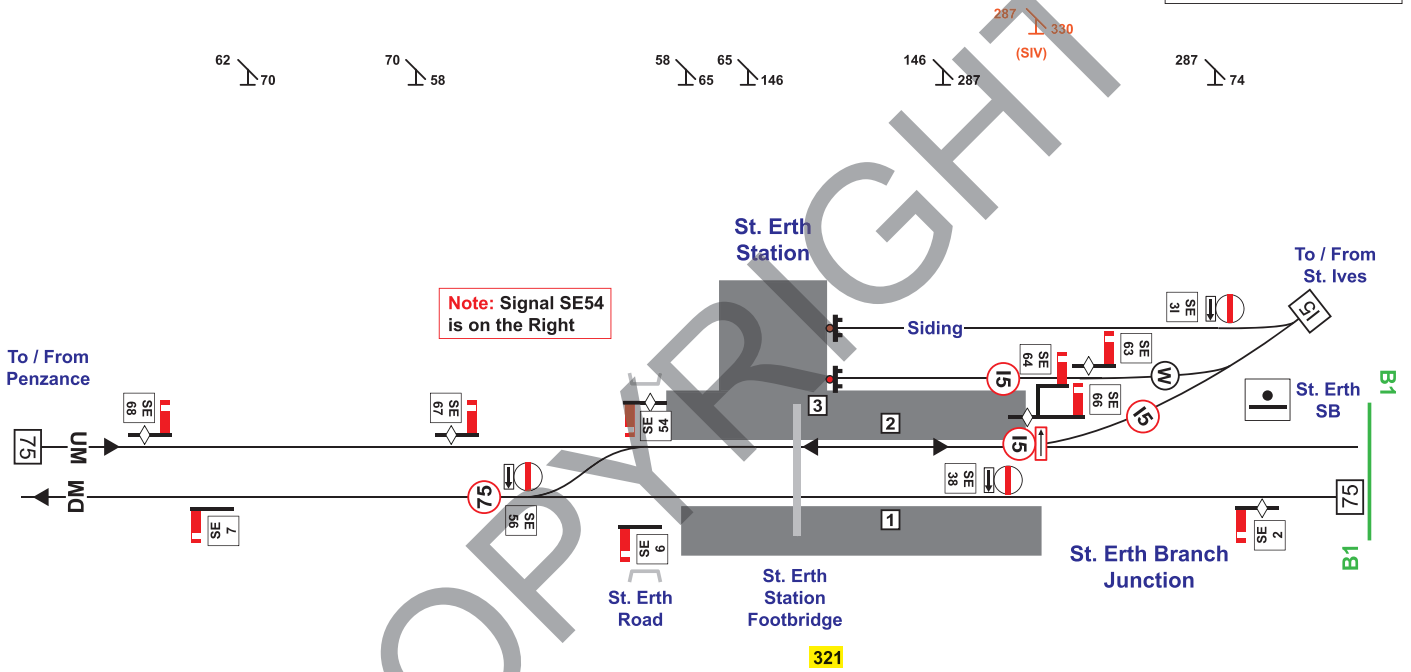 287
330
(SIV)
62
70
70
58
58
65
65
146
146
287
287
74
St. Erth
Station
Note: Signal SE54
is on the Right
To / From
St. Ives
SE
31
15
Siding
To / From
Penzance
SE
63
SE
64
15
W
SE
66
15
St. Erth
SB
B1
SE
68
SE
67
SE
54
3
2
75
UM
15
DM
75
SE
56
SE
38
75
SE
7
SE
6
1
SE
2
B1
St. Erth Branch
Junction
St. Erth
Road
St. Erth
Station
Footbridge
321
OPYRIGHT